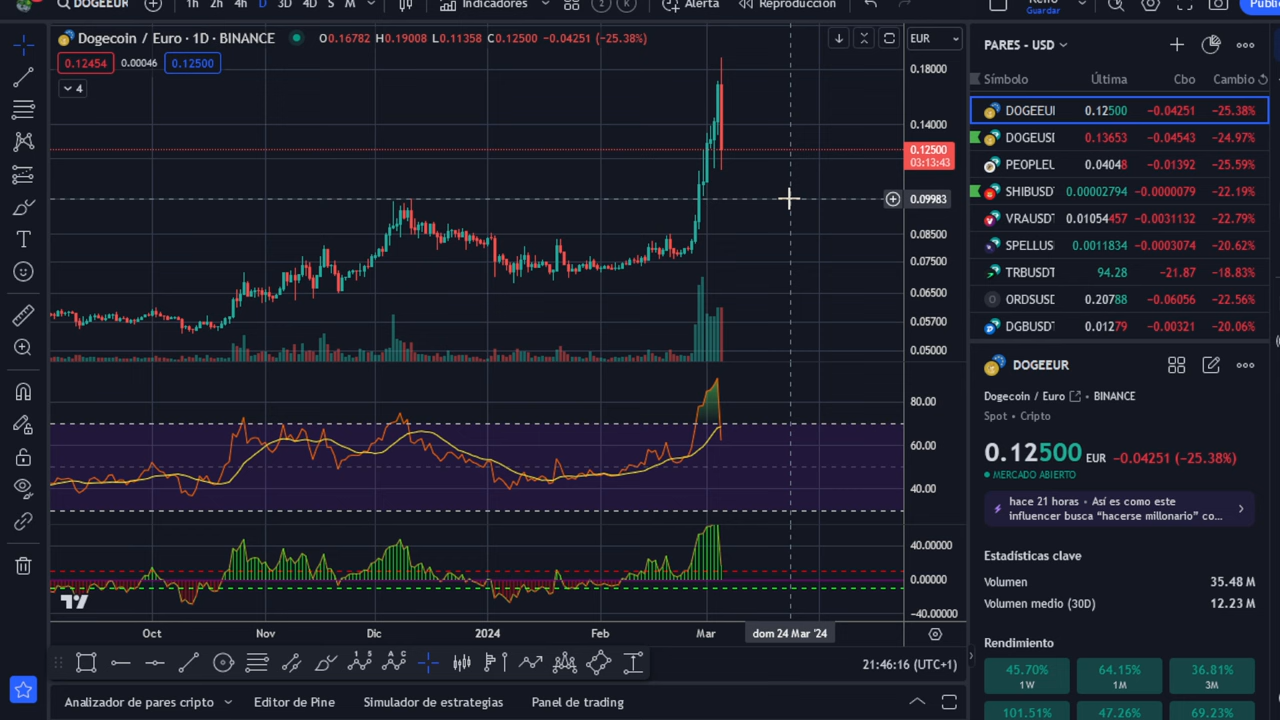 DOGEEUR 1h 2h 4h D 3D 4D S M Indicadores 2 K Alerta Reproducción
Guardar
Dogecoin / Euro · 1D · BINANCE O0.16782 H0.19008 L0.11358 C0.12500 −0.04251 (−25.38%)
0.12454 0.00046 0.12500
4
EUR
0.18000
0.14000
0.12500
03:13:43
0.09983
0.08500
0.07500
0.06500
0.05700
0.05000
80.00
60.00
40.00
40.00000
0.00000
−40.00000
Oct Nov Dic 2024 Feb Mar dom 24 Mar '24
21:46:16 (UTC+1)
Analizador de pares cripto Editor de Pine Simulador de estrategias Panel de trading
PARES - USD
Símbolo Última Cbo Cambio
DOGEEUI 0.12500 −0.04251 −25.38%
DOGEUSI 0.13653 −0.04543 −24.97%
PEOPLEL 0.04048 −0.01392 −25.59%
SHIBUSD 0.00002794 −0.0000079 −22.19%
VRAUSDT 0.01054457 −0.0031132 −22.79%
SPELLUS 0.0011834 −0.0003074 −20.62%
TRBUSDT 94.28 −21.87 −18.83%
ORDSUSD 0.20788 −0.06056 −22.56%
DGBUSDT 0.01279 −0.00321 −20.06%
DOGEEUR
Dogecoin / Euro • BINANCE
Spot • Cripto
0.12500 EUR −0.04251 (−25.38%)
MERCADO ABIERTO
hace 21 horas • Así es como este
influencer busca “hacerse millonario” co...
Estadísticas clave
Volumen 35.48 M
Volumen medio (30D) 12.23 M
Rendimiento
45.70% 64.15% 36.81%
1W 1M 3M
101.51% 47.26% 69.23%